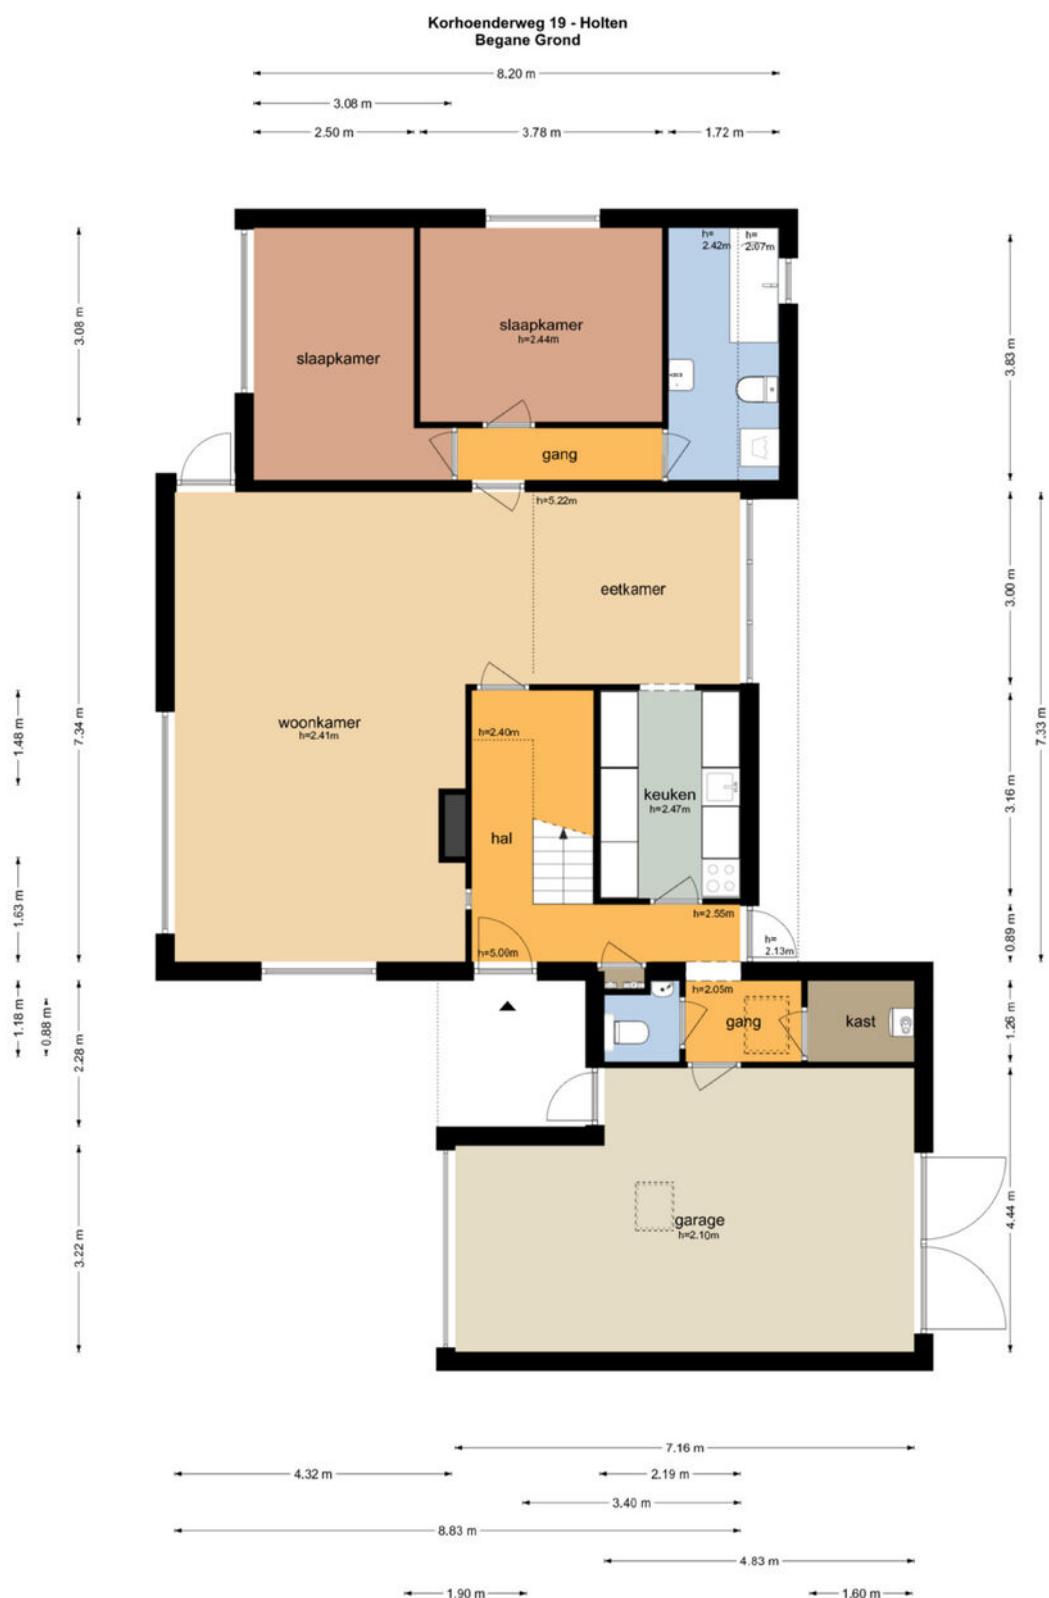 Korhoenderweg 19 - Holten
Begane Grond
8.20 m
3.08 m
2.50 m
3.78 m
1.72 m
h=
2.42m
h=
2.07m
3.08 m
3.83 m
slaapkamer
h=2.44m
slaapkamer
gang
h=5.22m
eetkamer
3.00 m
7.34 m
7.33 m
1.48 m
woonkamer
h=2.41m
h=2.40m
keuken
h=2.47m
3.16 m
hal
1.63 m
h=2.55m
h=
2.13m
0.89 m
h=5.00m
h=2.05m
gang
kast
1.18 m
0.88 m
2.28 m
1.26 m
garage
h=2.10m
3.22 m
4.44 m
7.16 m
4.32 m
2.19 m
3.40 m
8.83 m
4.83 m
1.90 m
1.60 m